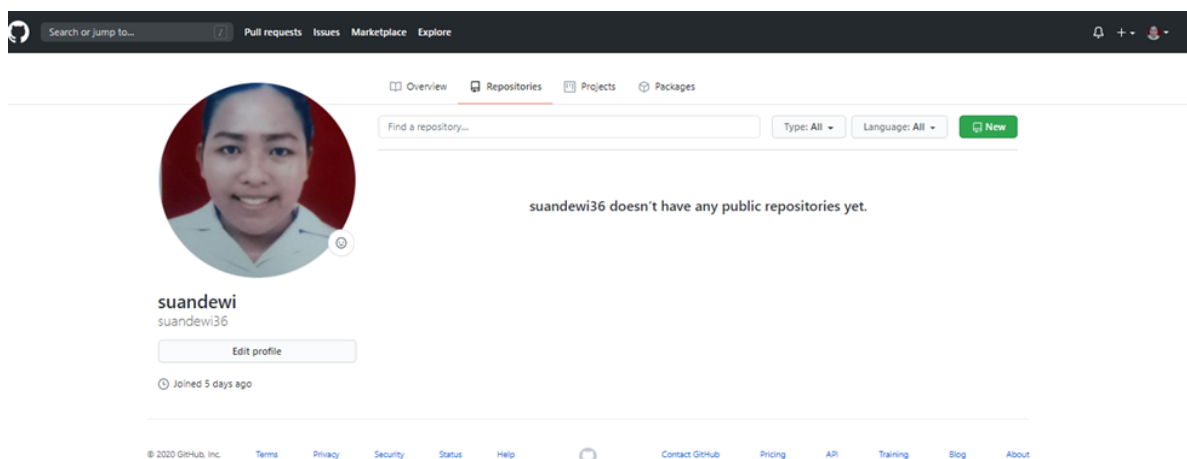 Search or jump to... / Pull requests Issues Marketplace Explore
Overview Repositories Projects Packages
Find a repository... Type: All Language: All New
suandewi36 doesn't have any public repositories yet.
suandewi
suandewi36
Edit profile
Joined 5 days ago
© 2020 GitHub, Inc. Terms Privacy Security Status Help Contact GitHub Pricing API Training Blog About